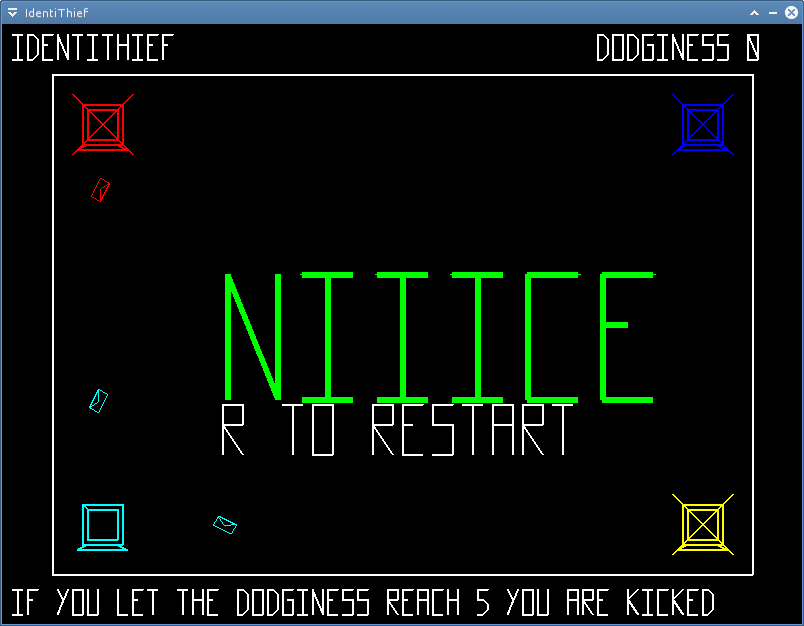 IdentiThief
IDENTITHIEF DODGINESS 0
NIIICE
R TO RESTART
IF YOU LET THE DODGINESS REACH 5 YOU ARE KICKED